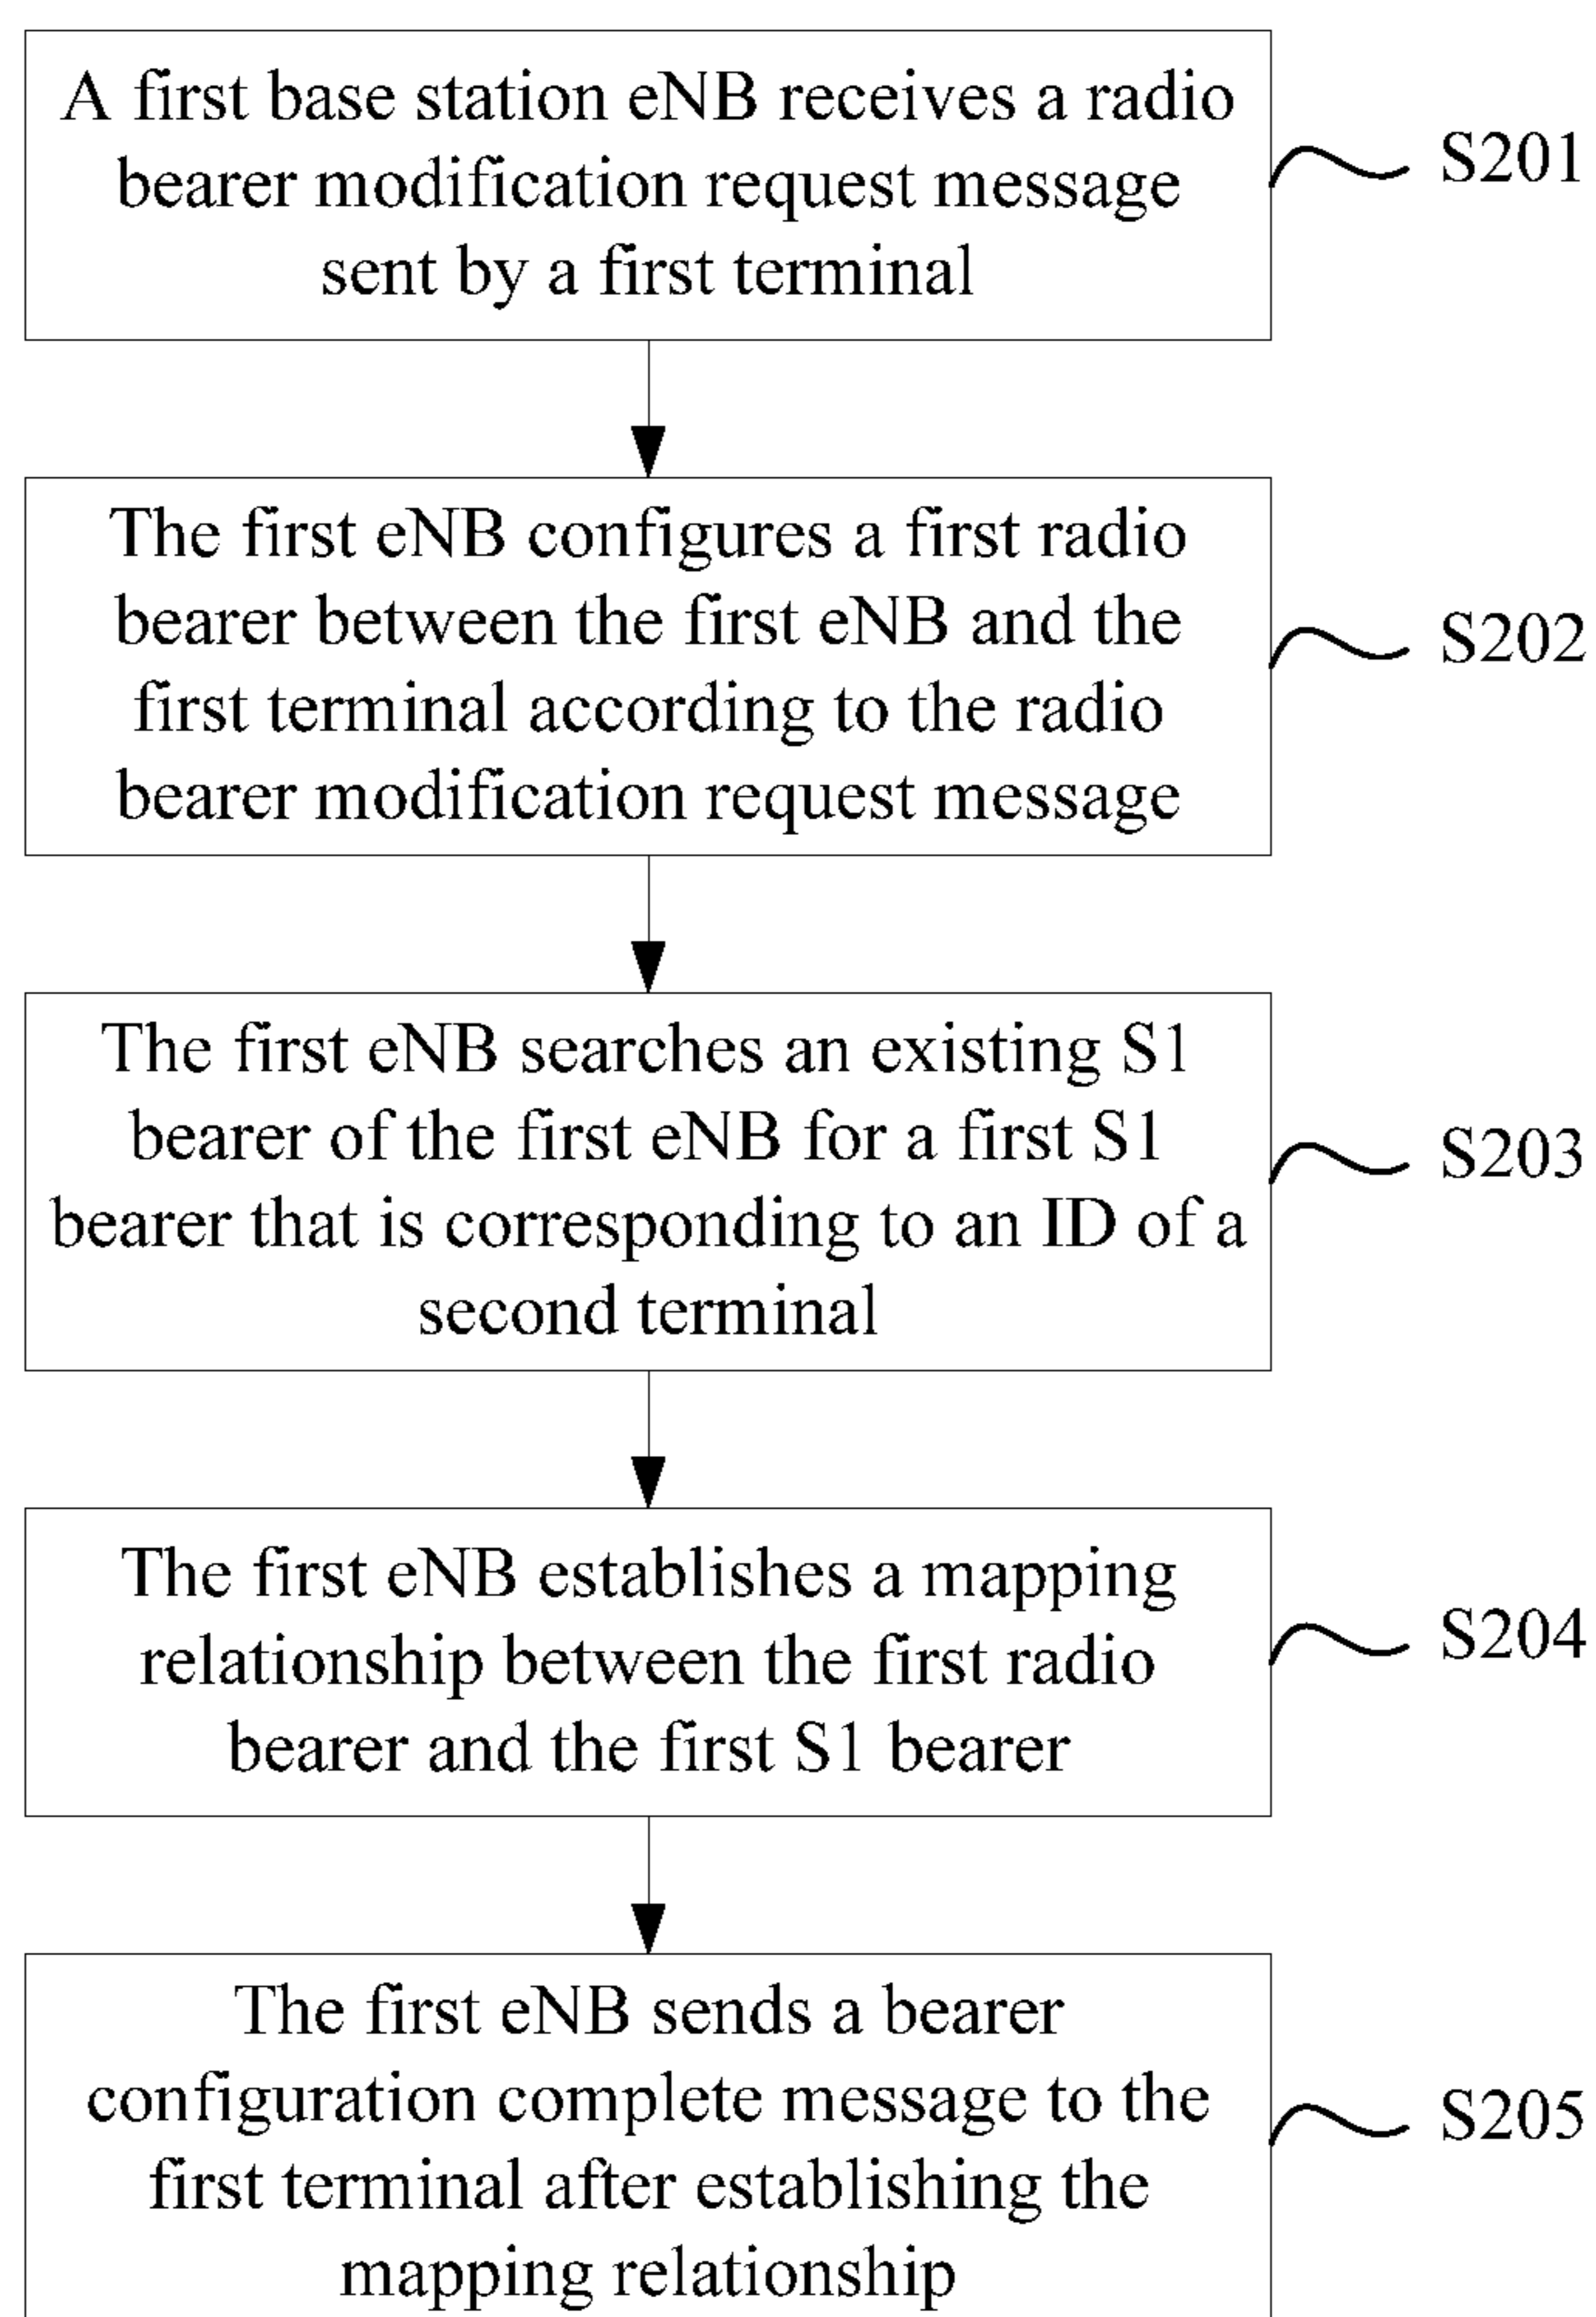 A first base station eNB receives a radio
bearer modification request message
sent by a first terminal
S201
The first eNB configures a first radio
bearer between the first eNB and the
first terminal according to the radio
bearer modification request message
S202
The first eNB searches an existing S1
bearer of the first eNB for a first S1
bearer that is corresponding to an ID of a
second terminal
S203
The first eNB establishes a mapping
relationship between the first radio
bearer and the first S1 bearer
S204
The first eNB sends a bearer
configuration complete message to the
first terminal after establishing the
mapping relationship
S205